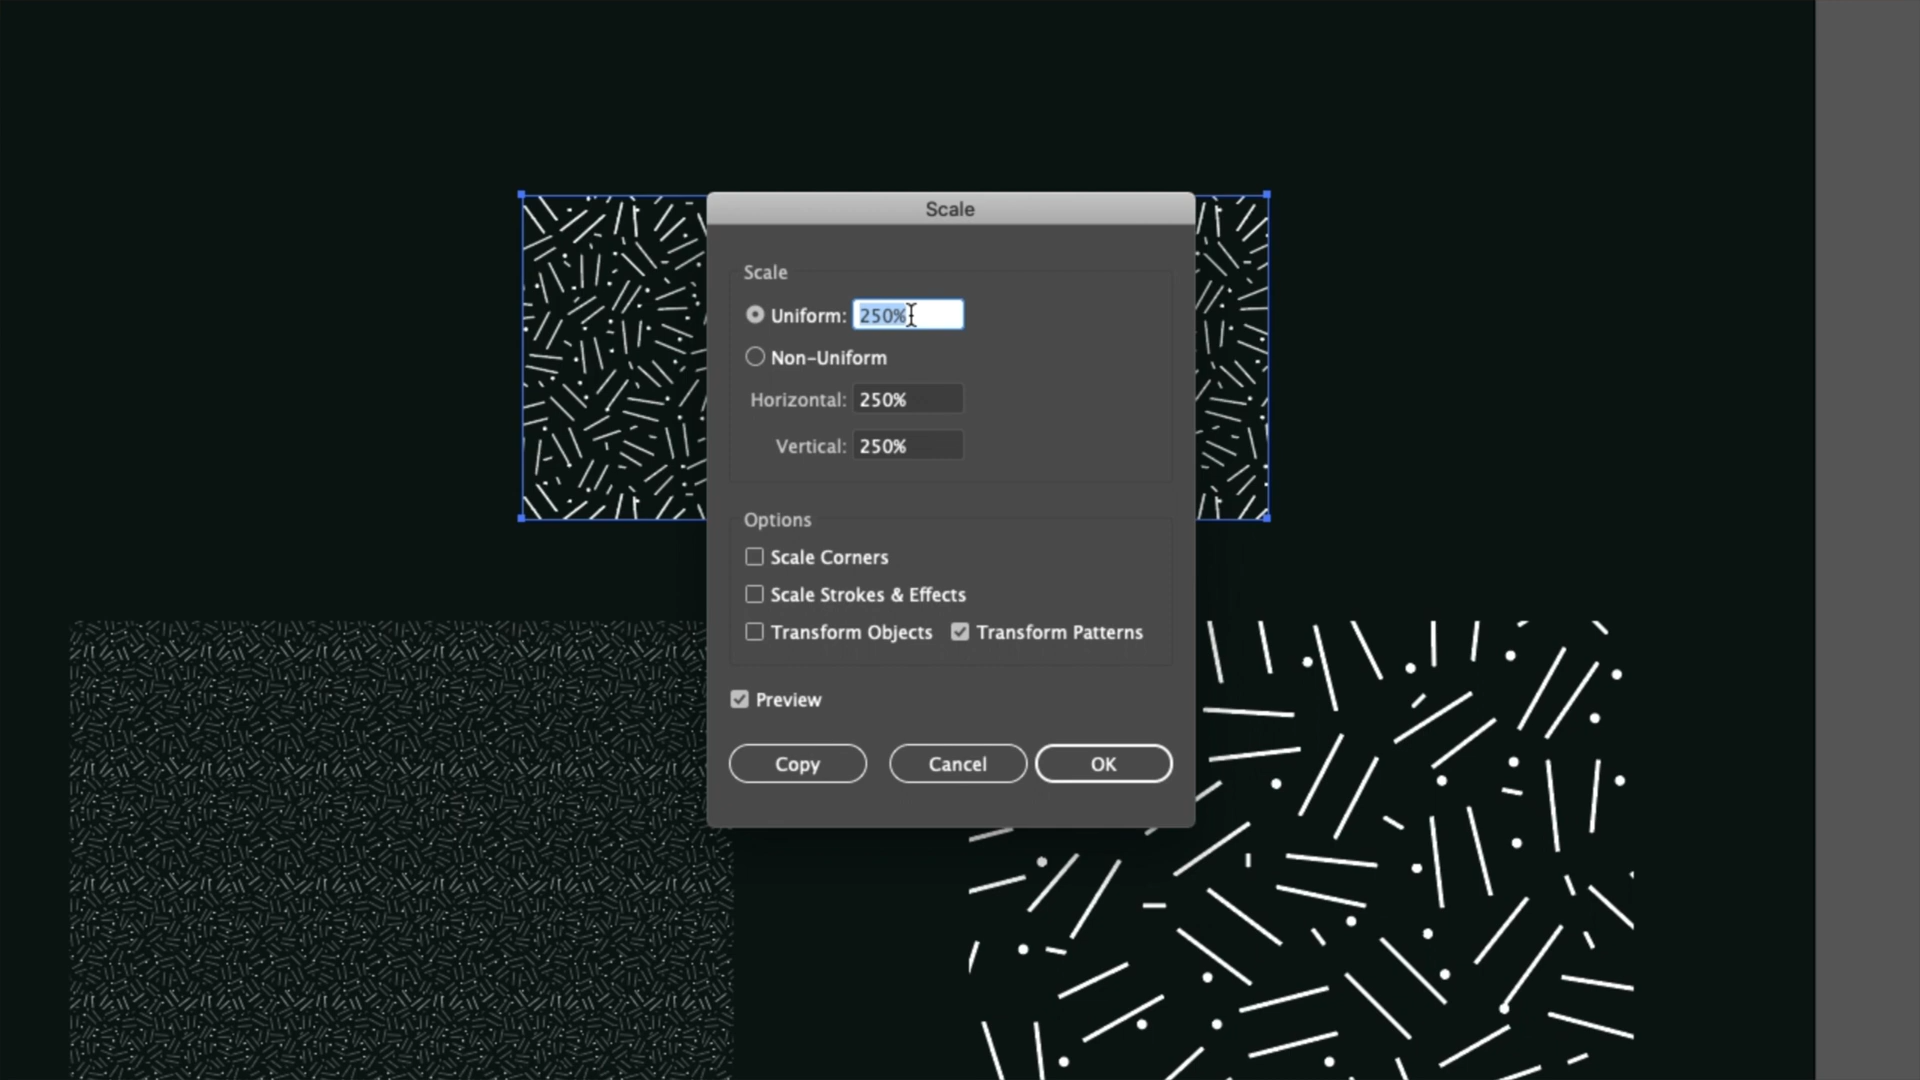 Scale
Scale
Uniform: 250%
Non-Uniform
Horizontal: 250%
Vertical: 250%
Options
Scale Corners
Scale Strokes & Effects
Transform Objects Transform Patterns
Preview
Copy Cancel OK